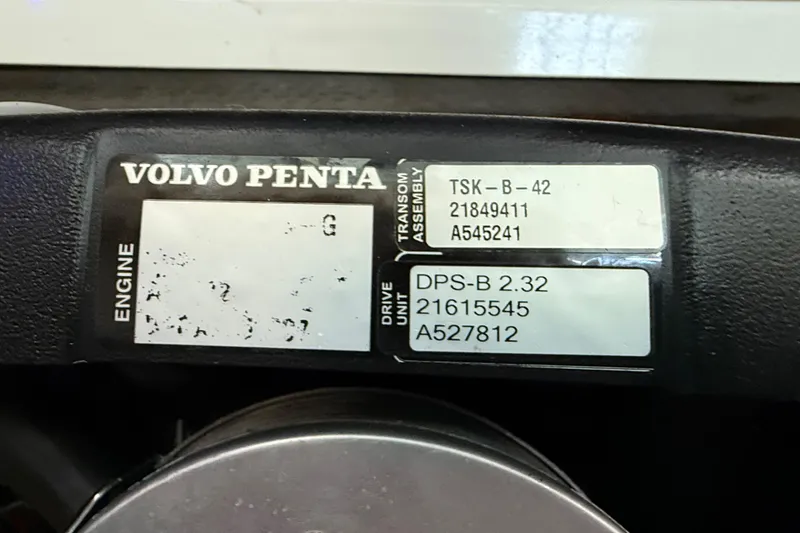 VOLVO PENTA
ENGINE
G
TRANSOM
ASSEMBLY
TSK-B-42
21849411
A545241
DRIVE
UNIT
DPS-B 2.32
21615545
A527812